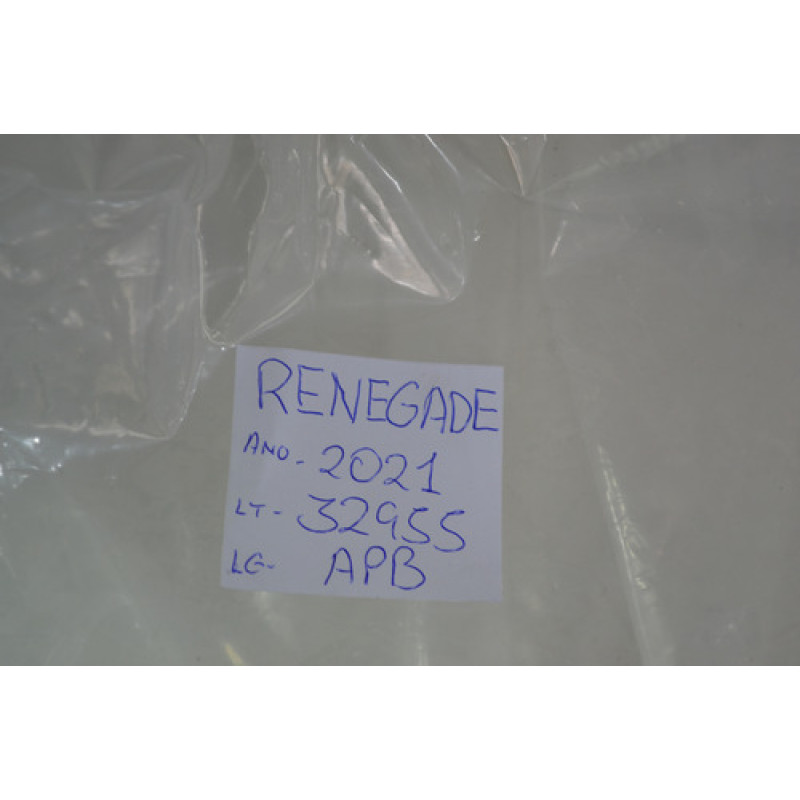 RENEGADE
ANO- 2021
LT- 32955
LG- APB